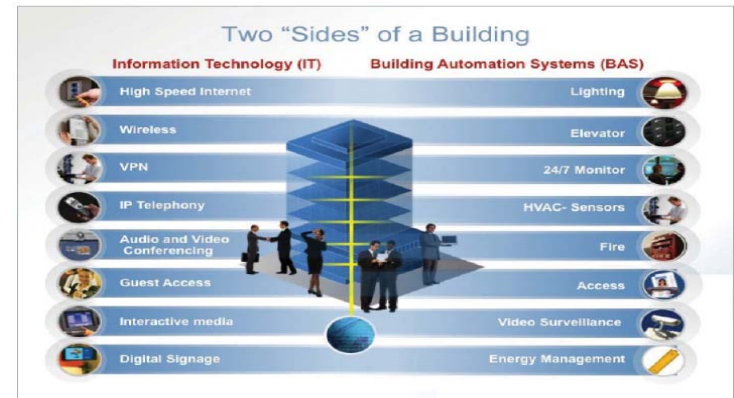 Two “Sides” of a Building
Information Technology (IT)
Building Automation Systems (BAS)
High Speed Internet
Lighting
Wireless
Elevator
VPN
24/7 Monitor
IP Telephony
HVAC- Sensors
Audio and Video
Conferencing
Fire
Guest Access
Access
Interactive media
Video Surveillance
Digital Signage
Energy Management